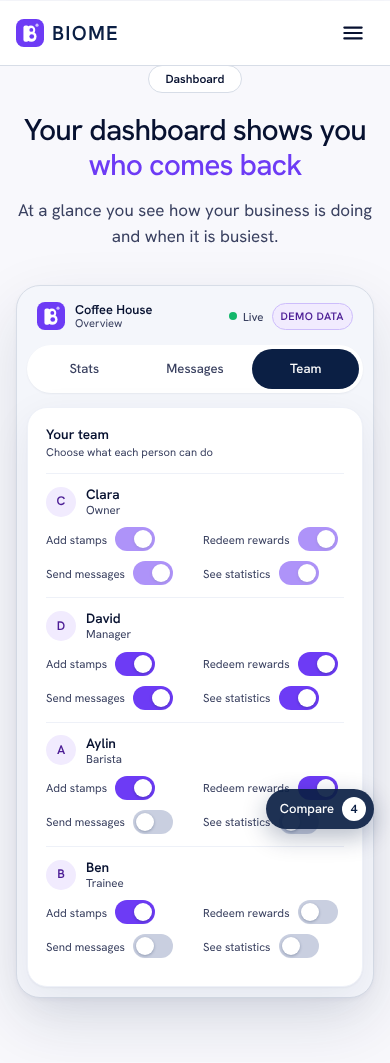 BIOME
Dashboard
Your dashboard shows you
who comes back
At a glance you see how your business is doing
and when it is busiest.
Coffee House
Overview
Live
DEMO DATA
Stats
Messages
Team
Your team
Choose what each person can do
C
Clara
Owner
Add stamps
Redeem rewards
Send messages
See statistics
D
David
Manager
Add stamps
Redeem rewards
Send messages
See statistics
A
Aylin
Barista
Add stamps
Redeem rewards
Compare 4
Send messages
See statistics
B
Ben
Trainee
Add stamps
Redeem rewards
Send messages
See statistics